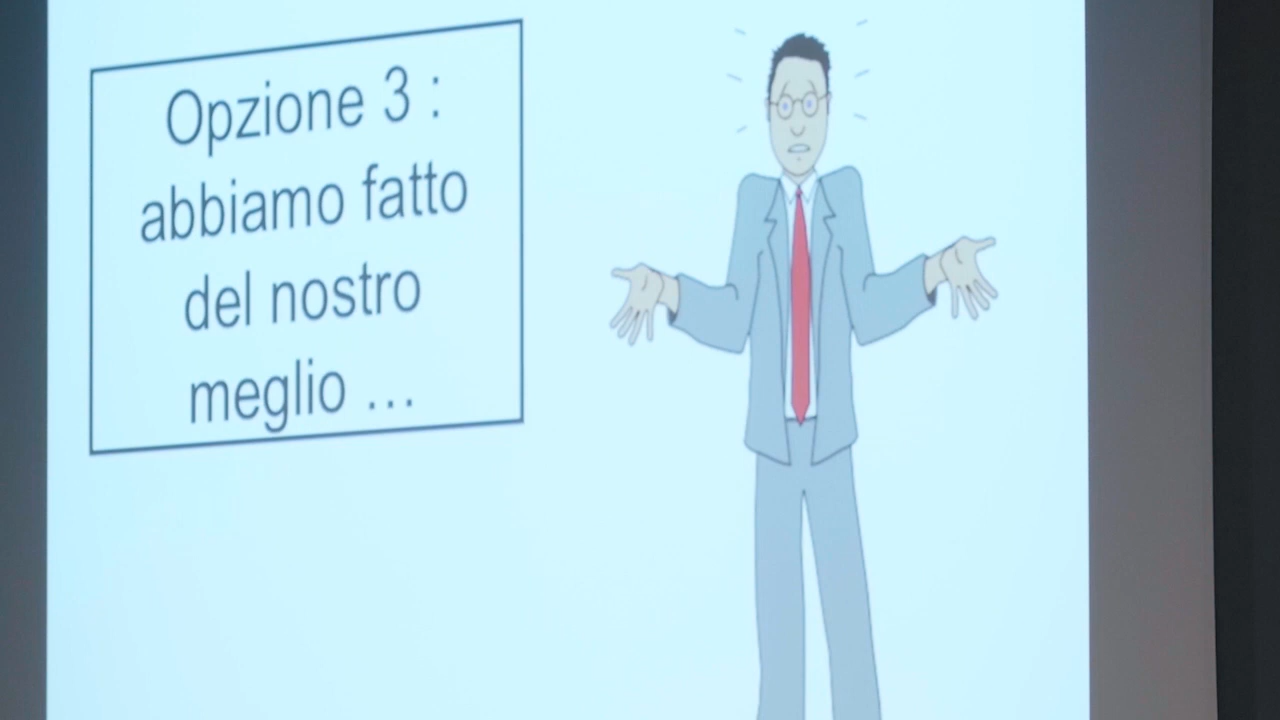 Opzione 3 :
abbiamo fatto
del nostro
meglio …